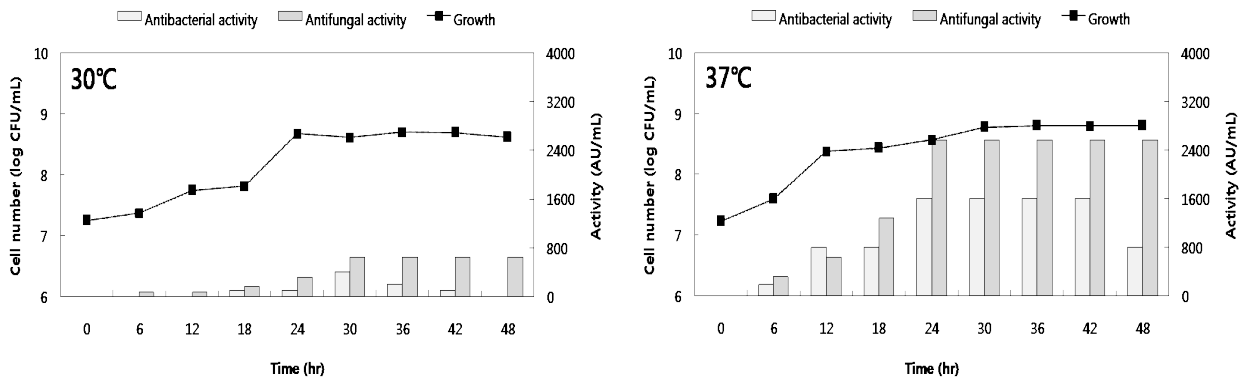 Antibacterial activity Antifungal activity Growth
30℃
Cell number (log CFU/mL)
10
9
8
7
6
4000
3200
2400
1600
800
0
Activity (AU/mL)
0 6 12 18 24 30 36 42 48
Time (hr)
Antibacterial activity Antifungal activity Growth
37℃
Cell number (log CFU/mL)
10
9
8
7
6
4000
3200
2400
1600
800
0
Activity (AU/mL)
0 6 12 18 24 30 36 42 48
Time (hr)